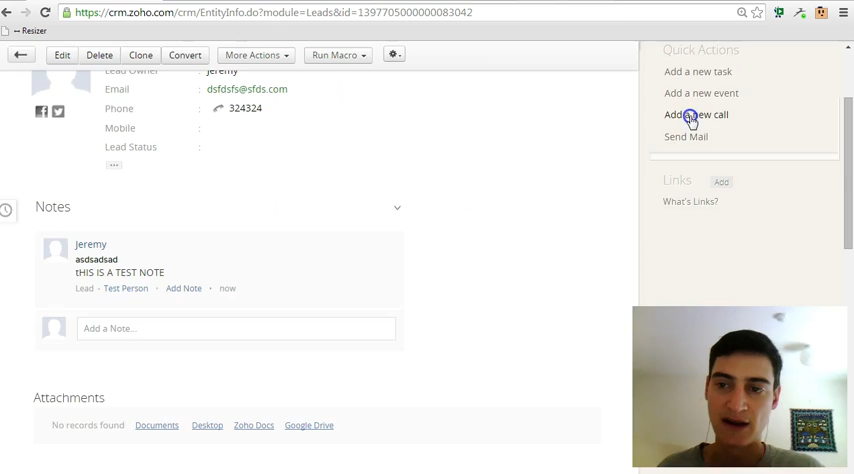 https://crm.zoho.com/crm/EntityInfo.do?module=Leads&id=1397705000000083042
-- Resizer
Edit Delete Clone Convert More Actions Run Macro
Lead Owner : Jeremy
Email : dsfdsfs@sfds.com
Phone : 324324
Mobile :
Lead Status :
Notes
Jeremy
asdsadsad
tHIS IS A TEST NOTE
Lead - Test Person • Add Note • now
Add a Note...
Attachments
No records found Documents Desktop Zoho Docs Google Drive
Quick Actions
Add a new task
Add a new event
Add a new call
Send Mail
Links Add
What's Links?